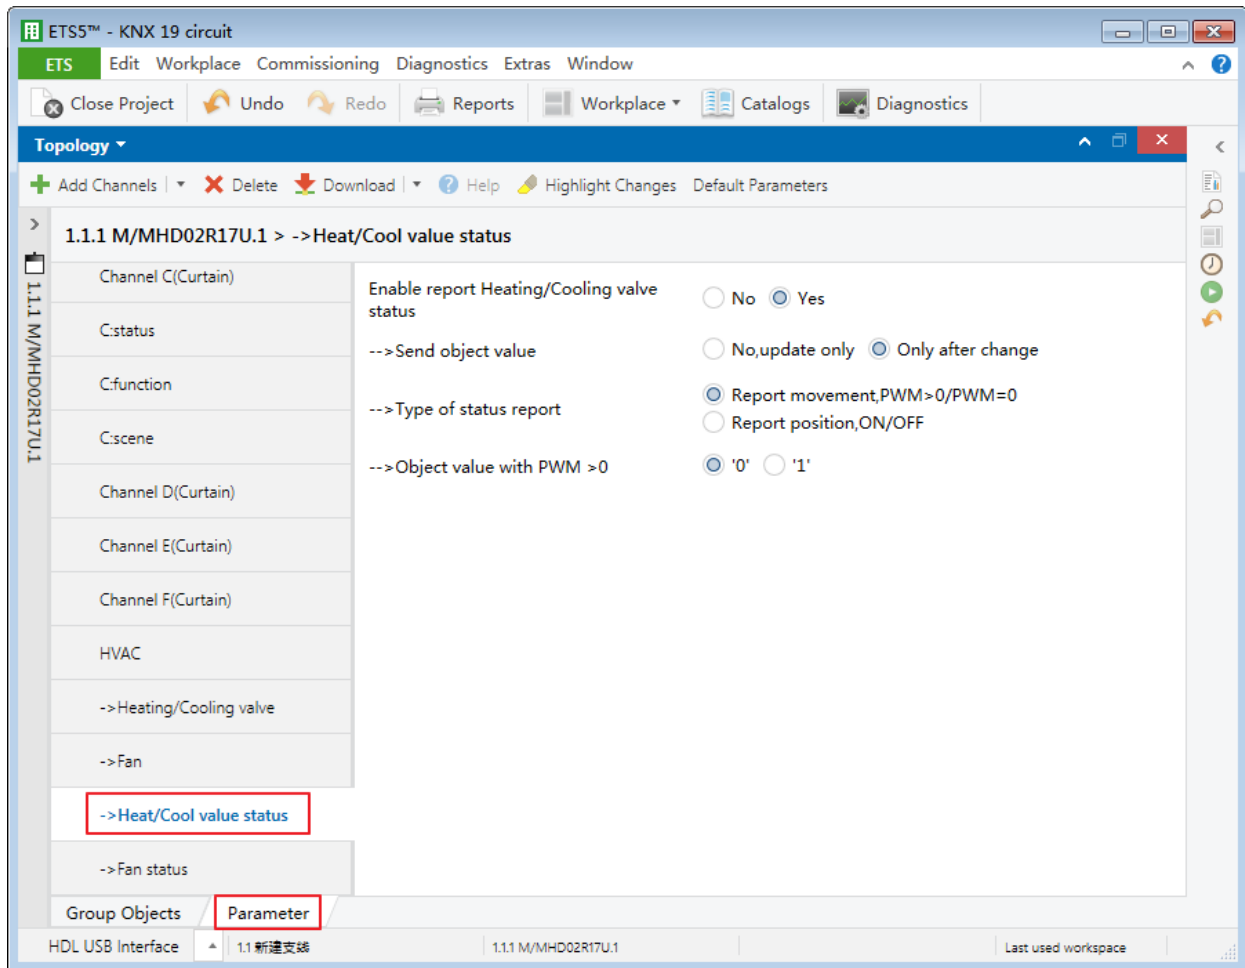 ETS5™ - KNX 19 circuit
ETS Edit Workplace Commissioning Diagnostics Extras Window
Close Project Undo Redo Reports Workplace Catalogs Diagnostics
Topology
Add Channels Delete Download Help Highlight Changes Default Parameters
1.1.1 M/MHD02R17U.1 > ->Heat/Cool value status
1.1.1 M/MHD02R17U.1
Channel C(Curtain)
C:status
C:function
C:scene
Channel D(Curtain)
Channel E(Curtain)
Channel F(Curtain)
HVAC
->Heating/Cooling valve
->Fan
->Heat/Cool value status
->Fan status
Enable report Heating/Cooling valve
status
No Yes
-->Send object value No,update only Only after change
-->Type of status report
Report movement,PWM>0/PWM=0
Report position,ON/OFF
-->Object value with PWM >0 '0' '1'
Group Objects Parameter
HDL USB Interface 1.1 新建支线 1.1.1 M/MHD02R17U.1 Last used workspace